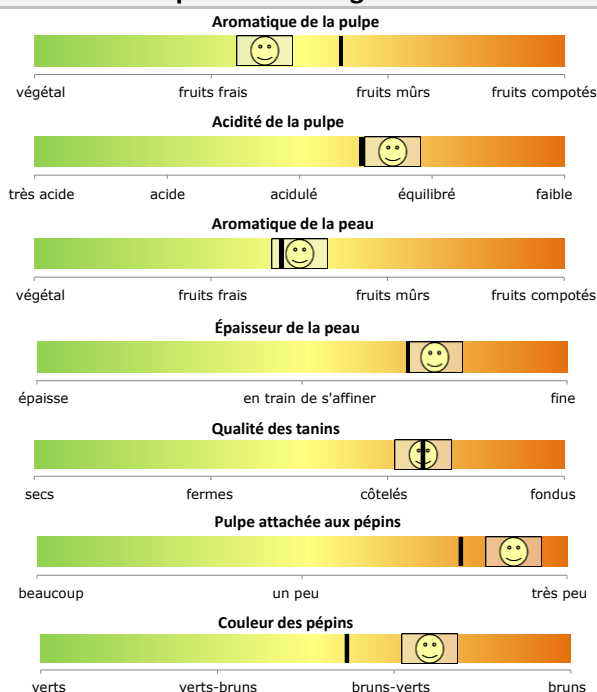 Aromatique de la pulpe
végétal fruits frais fruits mûrs fruits compotés
Acidité de la pulpe
très acide acide acidulé équilibré faible
Aromatique de la peau
végétal fruits frais fruits mûrs fruits compotés
Épaisseur de la peau
épaisse en train de s'affiner fine
Qualité des tanins
secs fermes côtelés fondus
Pulpe attachée aux pépins
beaucoup un peu très peu
Couleur des pépins
verts verts-bruns bruns-verts bruns